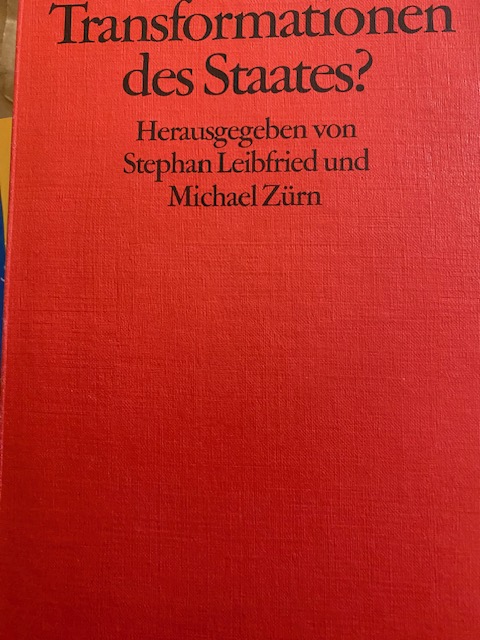 Transformationen
des Staates?
Herausgegeben von
Stephan Leibfried und
Michael Zürn